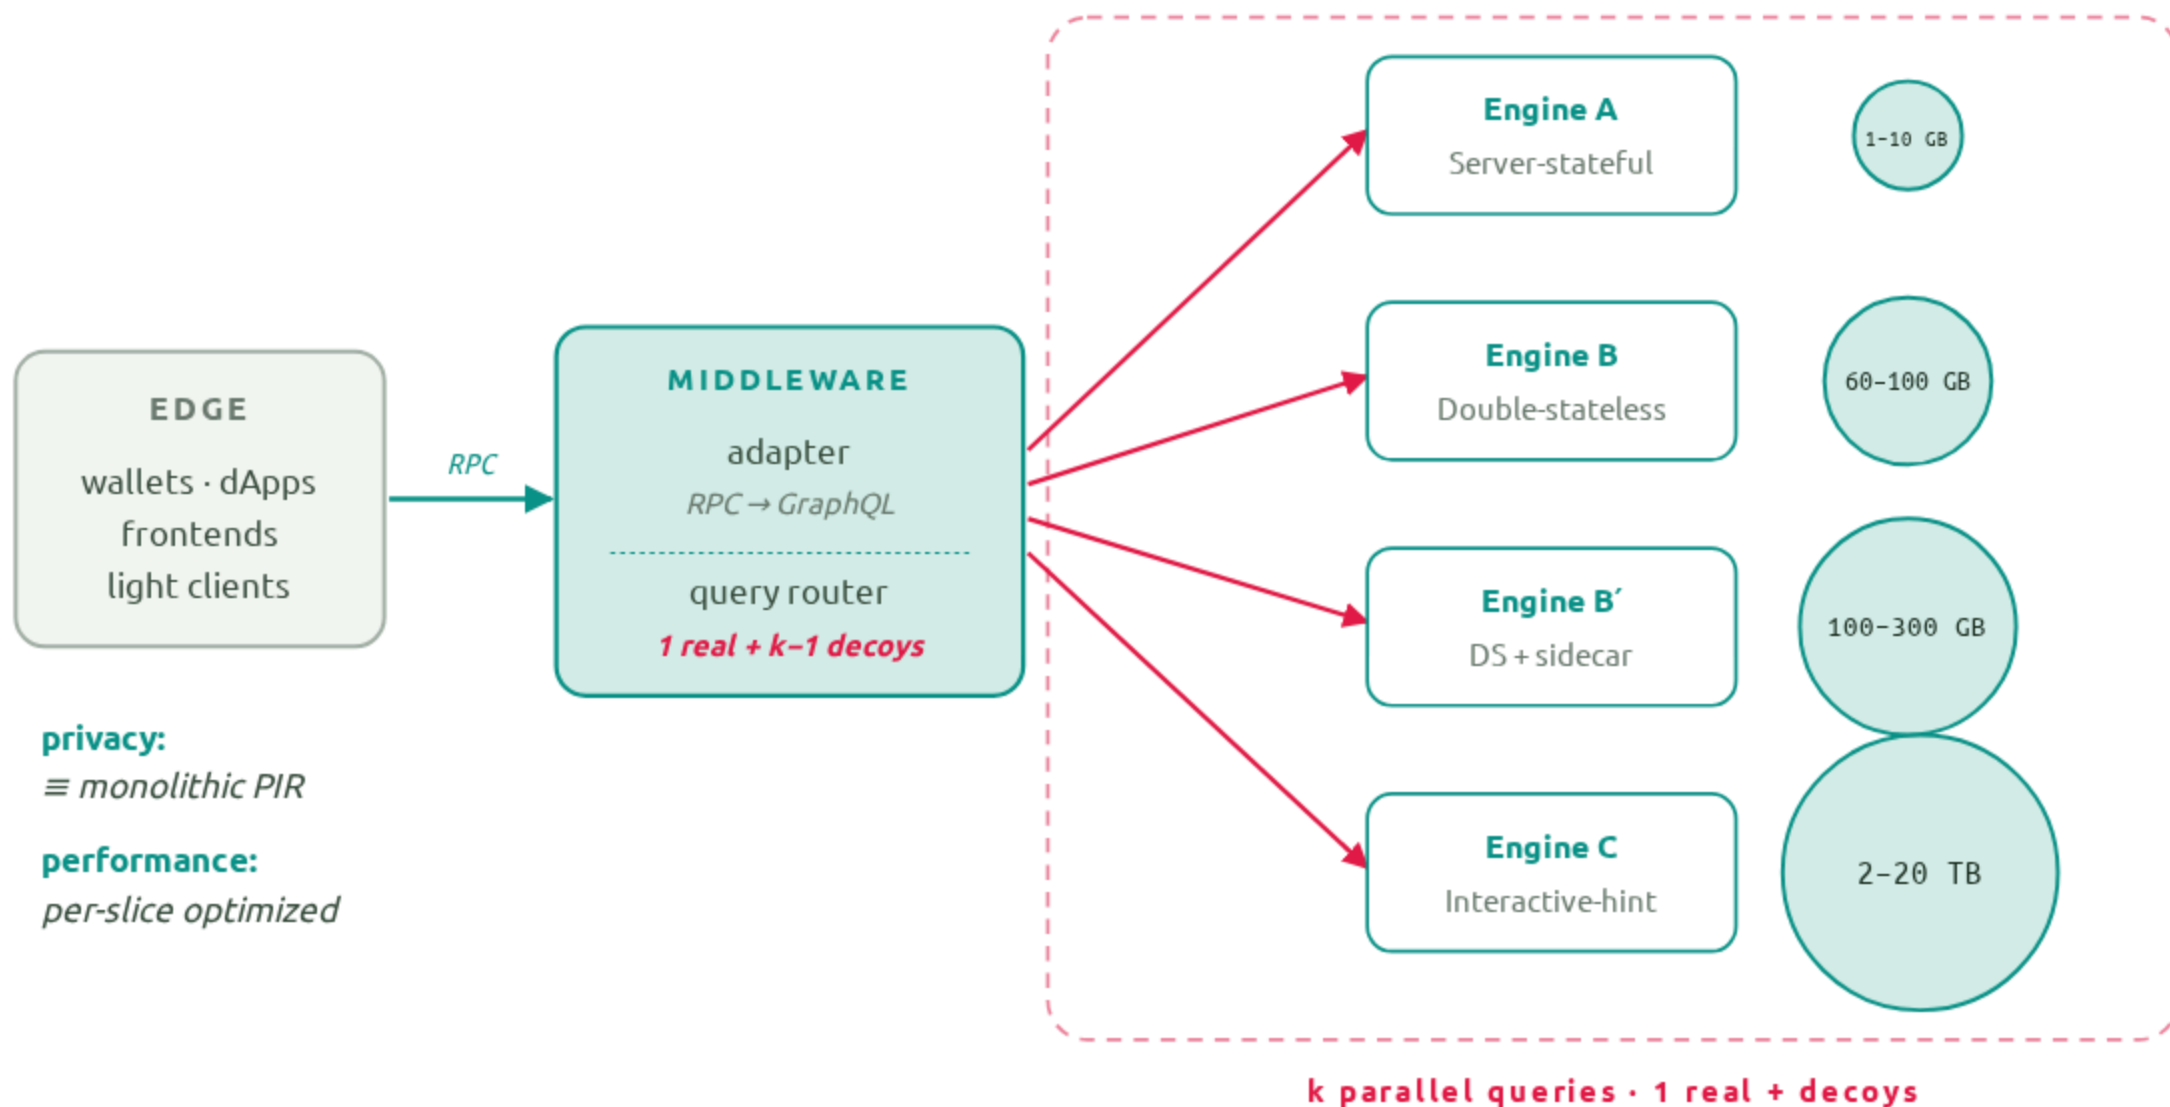 EDGE
wallets · dApps
frontends
light clients
privacy:
≡ monolithic PIR
performance:
per-slice optimized
RPC
MIDDLEWARE
adapter
RPC → GraphQL
query router
1 real + k−1 decoys
Engine A
Server-stateful
1–10 GB
Engine B
Double-stateless
60–100 GB
Engine B′
DS + sidecar
100–300 GB
Engine C
Interactive-hint
2–20 TB
k parallel queries · 1 real + decoys